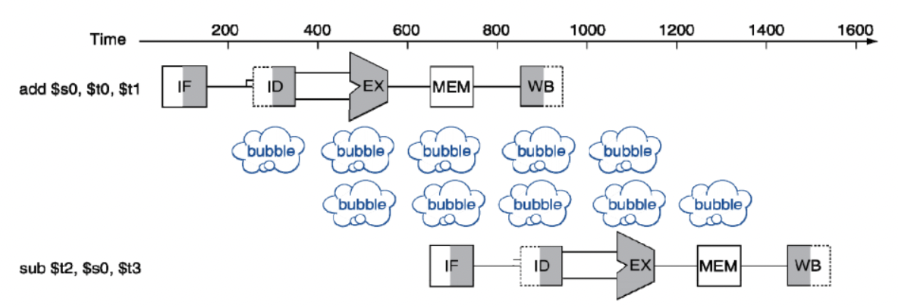 Time 200 400 600 800 1000 1200 1400 1600
add $s0, $t0, $t1 IF ID EX MEM WB
bubble bubble bubble bubble bubble
bubble bubble bubble bubble bubble
sub $t2, $s0, $t3 IF ID EX MEM WB